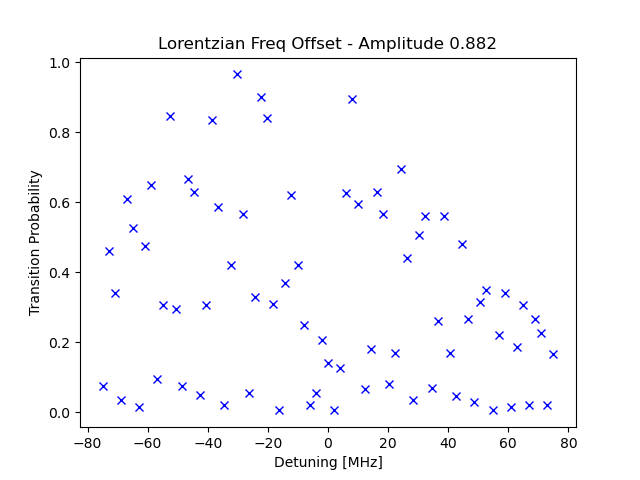 Lorentzian Freq Offset - Amplitude 0.882
1.0
0.8
0.6
0.4
0.2
0.0
Transition Probability
−80 −60 −40 −20 0 20 40 60 80
Detuning [MHz]